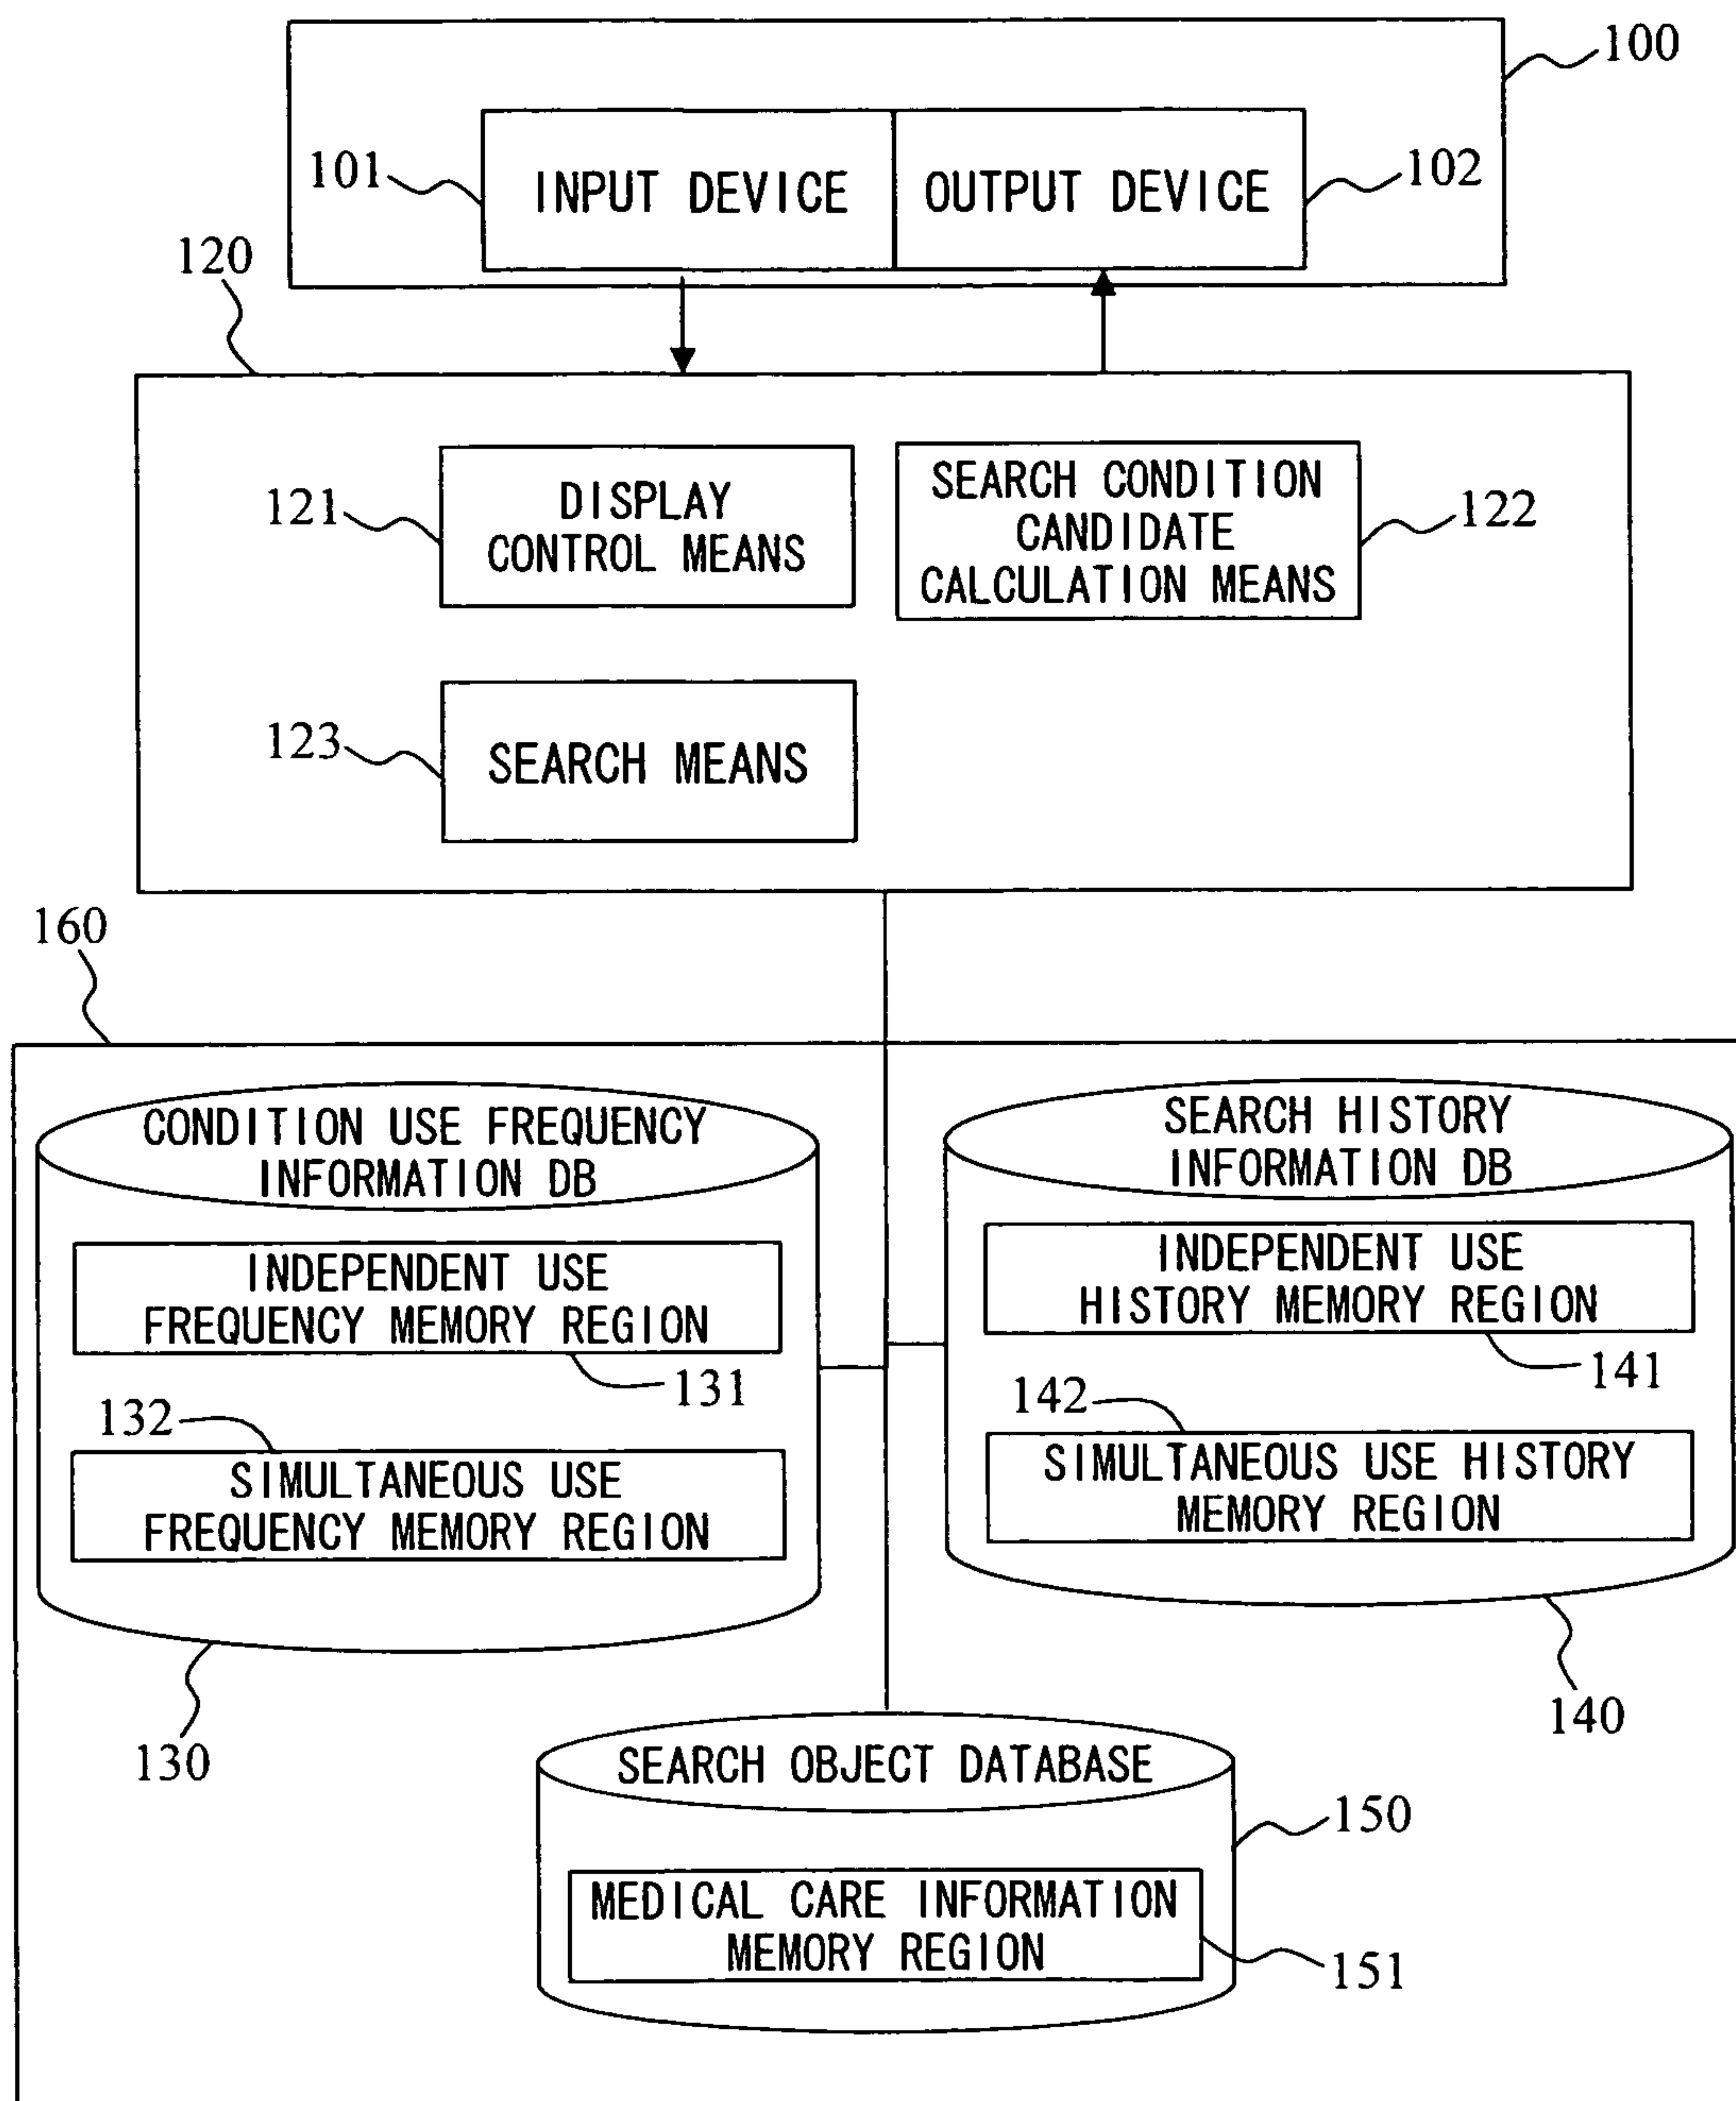 100
101
INPUT DEVICE
OUTPUT DEVICE
102
120
121
DISPLAY
CONTROL MEANS
SEARCH CONDITION
CANDIDATE
CALCULATION MEANS
122
123
SEARCH MEANS
160
CONDITION USE FREQUENCY
INFORMATION DB
INDEPENDENT USE
FREQUENCY MEMORY REGION
131
132
SIMULTANEOUS USE
FREQUENCY MEMORY REGION
130
SEARCH HISTORY
INFORMATION DB
INDEPENDENT USE
HISTORY MEMORY REGION
141
142
SIMULTANEOUS USE HISTORY
MEMORY REGION
140
SEARCH OBJECT DATABASE
150
MEDICAL CARE INFORMATION
MEMORY REGION
151